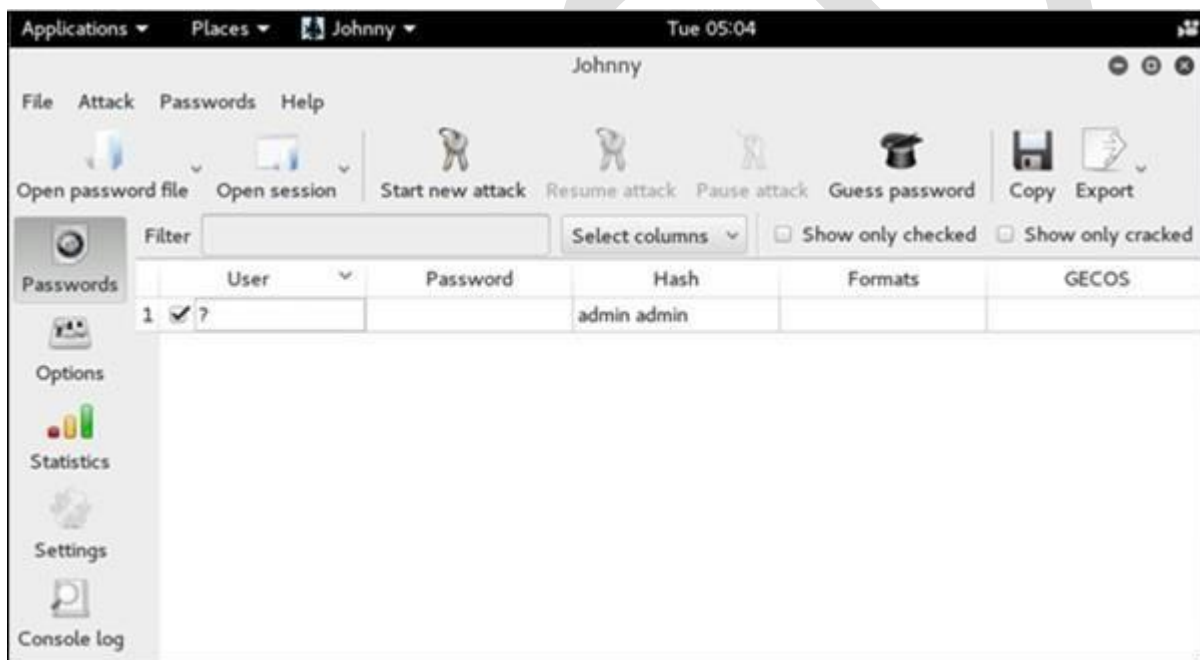 Applications Places Johnny Tue 05:04
Johnny
File Attack Passwords Help
Open password file Open session Start new attack Resume attack Pause attack Guess password Copy Export
Passwords
Filter Select columns Show only checked Show only cracked
User Password Hash Formats GECOS
1 ? admin admin
Options
Statistics
Settings
Console log